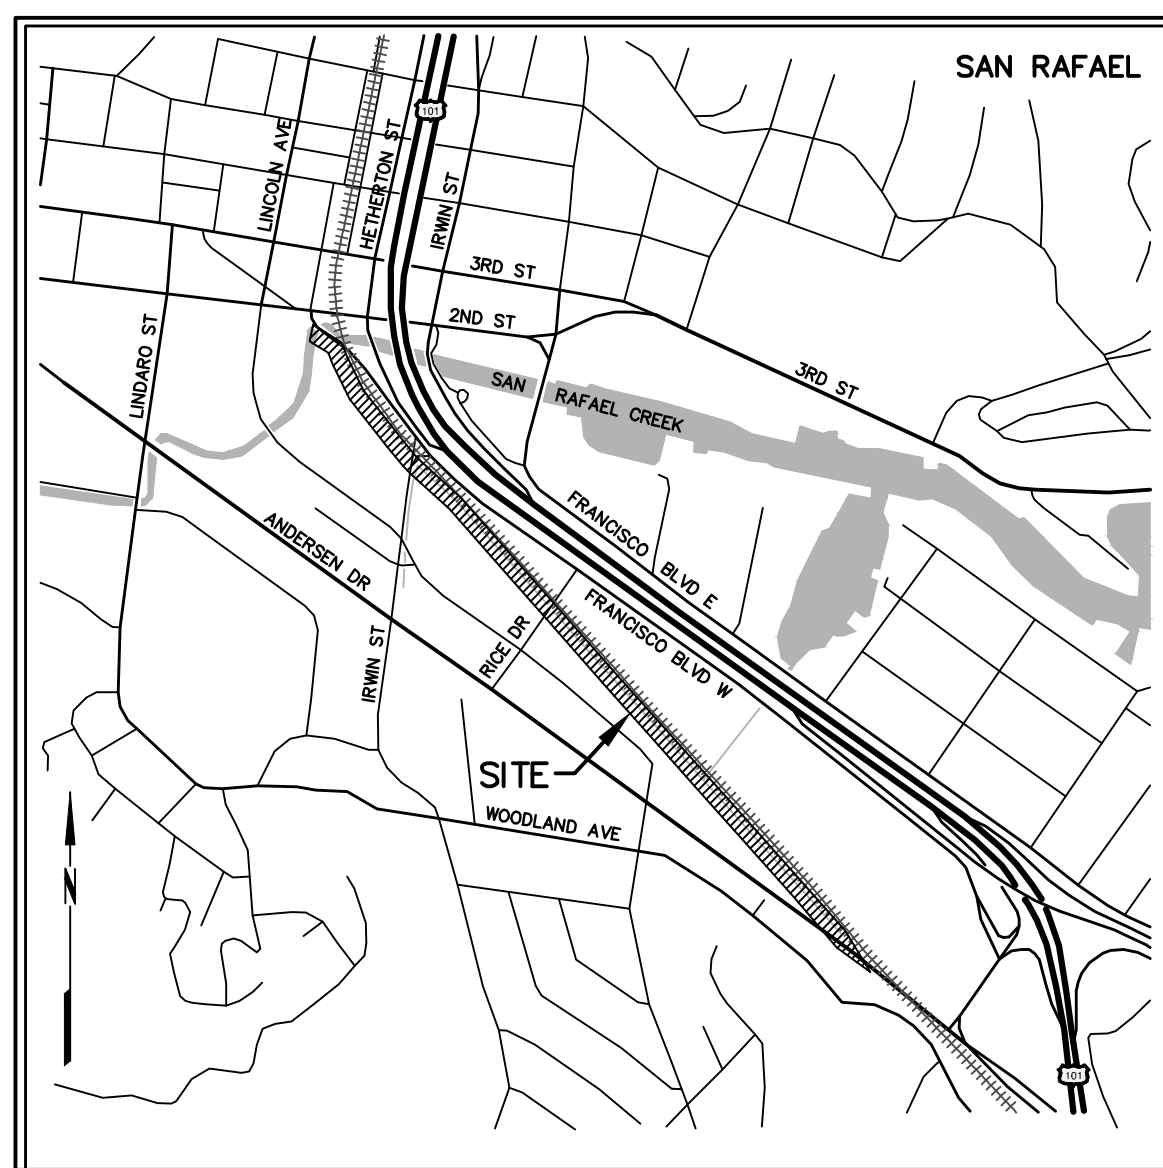 SAN RAFAEL
101
LINCOLN AVE
HETHERTON ST
IRWIN ST
3RD ST
2ND ST
LINDARO ST
SAN RAFAEL CREEK
3RD ST
FRANCISCO BLVD E
ANDERSEN DR
FRANCISCO BLVD W
RICE DR
IRWIN ST
SITE
WOODLAND AVE
N
101